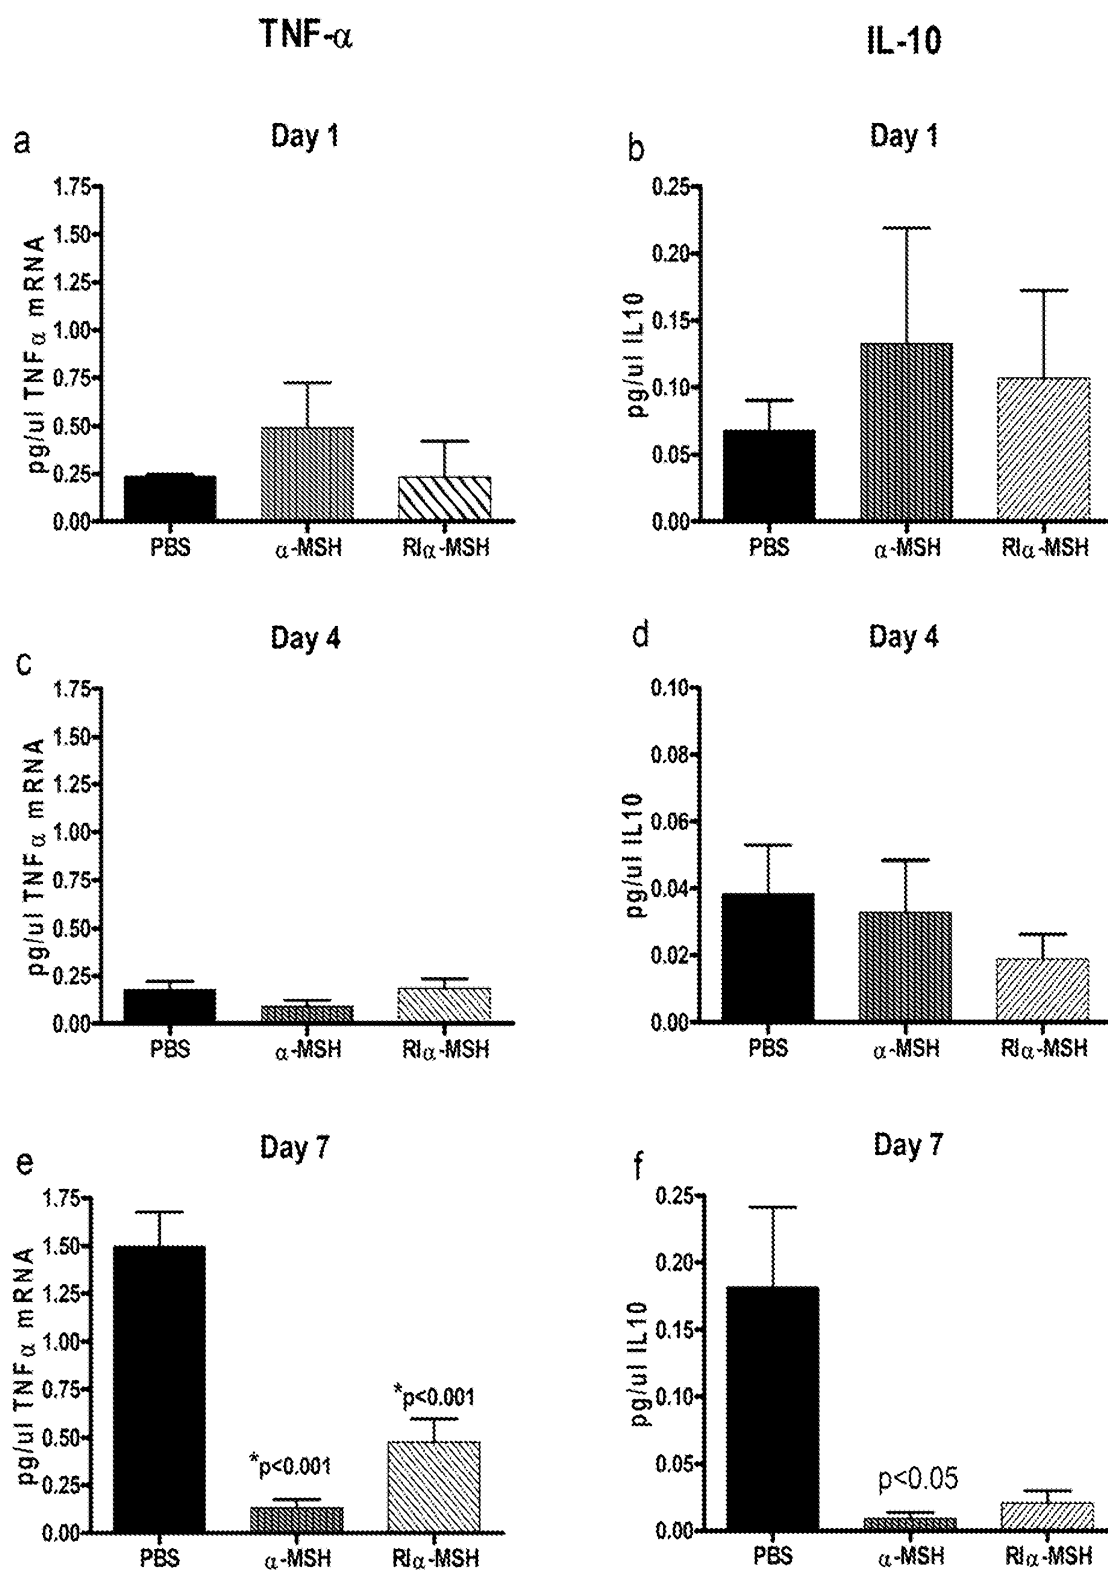 TNF-α
IL-10
a
Day 1
1.75
1.50
1.25
1.00
0.75
0.50
0.25
0.00
pg/ul TNFα mRNA
PBS
α-MSH
RIα-MSH
b
Day 1
0.25
0.20
0.15
0.10
0.05
0.00
pg/ul IL10
PBS
α-MSH
RIα-MSH
c
Day 4
1.75
1.50
1.25
1.00
0.75
0.50
0.25
0.00
pg/ul TNFα mRNA
PBS
α-MSH
RIα-MSH
d
Day 4
0.10
0.08
0.06
0.04
0.02
0.00
pg/ul IL10
PBS
α-MSH
RIα-MSH
e
Day 7
1.75
1.50
1.25
1.00
0.75
0.50
0.25
0.00
pg/ul TNFα mRNA
*p<0.001
*p<0.001
PBS
α-MSH
RIα-MSH
f
Day 7
0.25
0.20
0.15
0.10
0.05
0.00
pg/ul IL10
p<0.05
PBS
α-MSH
RIα-MSH